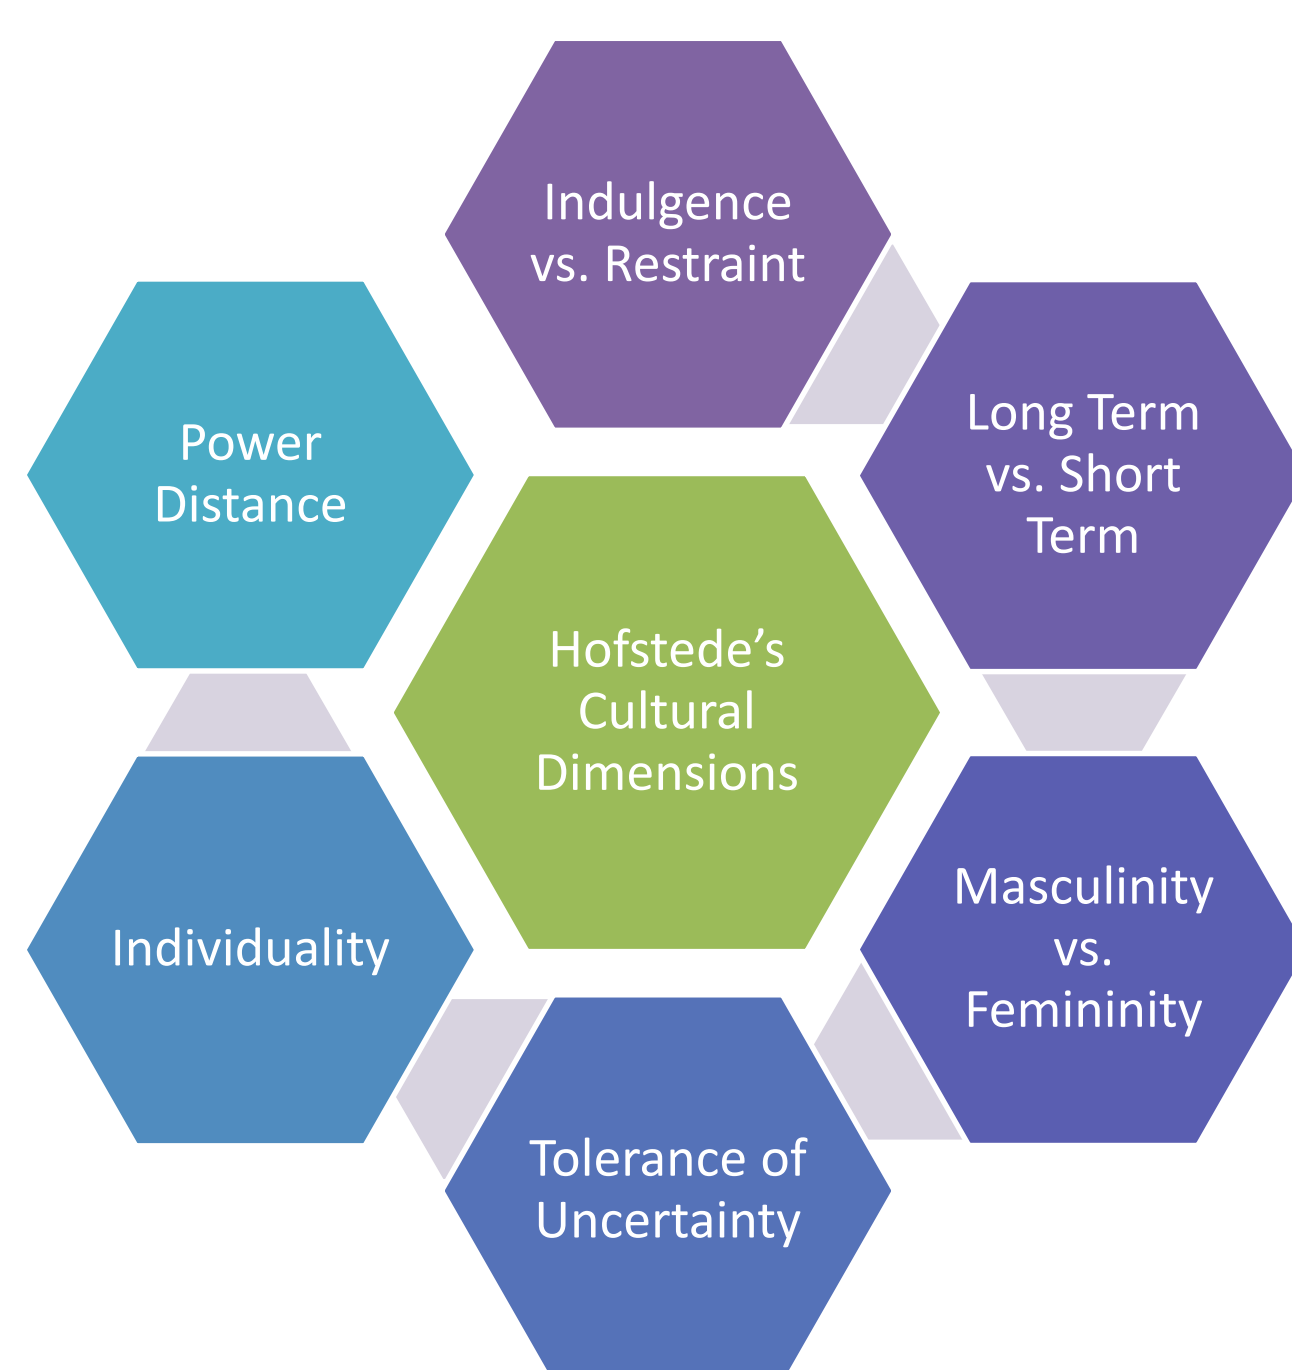 Indulgence
vs. Restraint
Long Term
vs. Short
Term
Power
Distance
Hofstede’s
Cultural
Dimensions
Masculinity
vs.
Femininity
Individuality
Tolerance of
Uncertainty